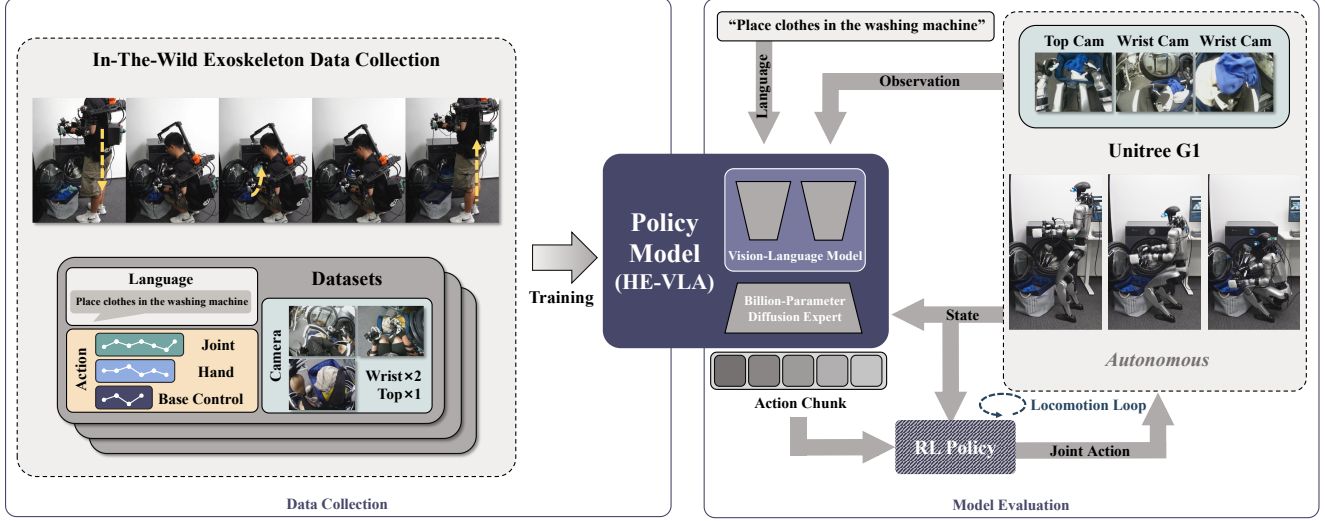 In-The-Wild Exoskeleton Data Collection
Language
Place clothes in the washing machine
Datasets
Action
Joint
Hand
Base Control
Camera
Wrist×2
Top×1
Data Collection
Training
"Place clothes in the washing machine"
Language
Observation
Top Cam
Wrist Cam
Wrist Cam
Unitree G1
Policy
Model
(HE-VLA)
Vision-Language Model
Billion-Parameter
Diffusion Expert
State
Autonomous
Action Chunk
Locomotion Loop
RL Policy
Joint Action
Model Evaluation